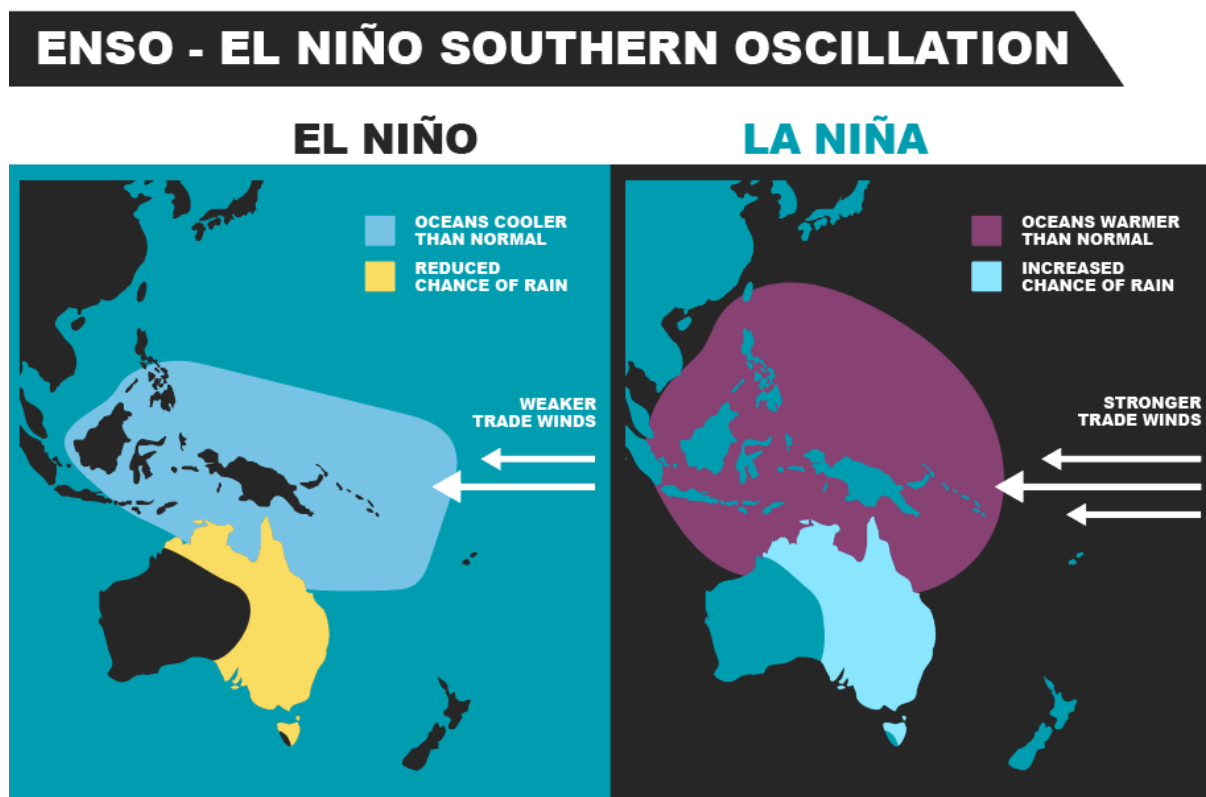 ENSO - EL NIÑO SOUTHERN OSCILLATION
EL NIÑO
OCEANS COOLER
THAN NORMAL
REDUCED
CHANCE OF RAIN
WEAKER
TRADE WINDS
LA NIÑA
OCEANS WARMER
THAN NORMAL
INCREASED
CHANCE OF RAIN
STRONGER
TRADE WINDS